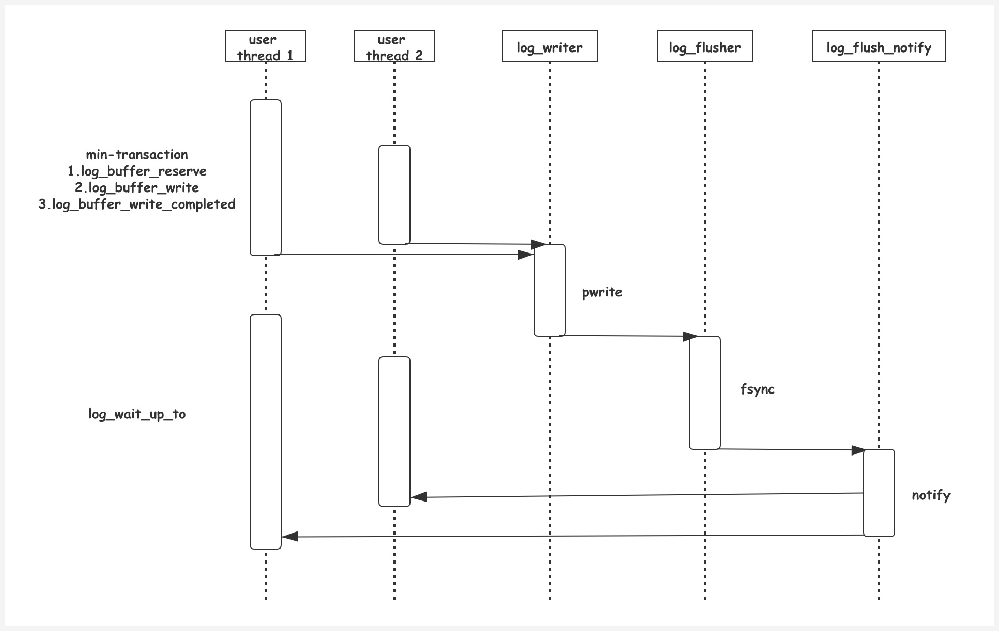 user
thread 1
user
thread 2
log_writer
log_flusher
log_flush_notify
min-transaction
1.log_buffer_reserve
2.log_buffer_write
3.log_buffer_write_completed
pwrite
fsync
log_wait_up_to
notify